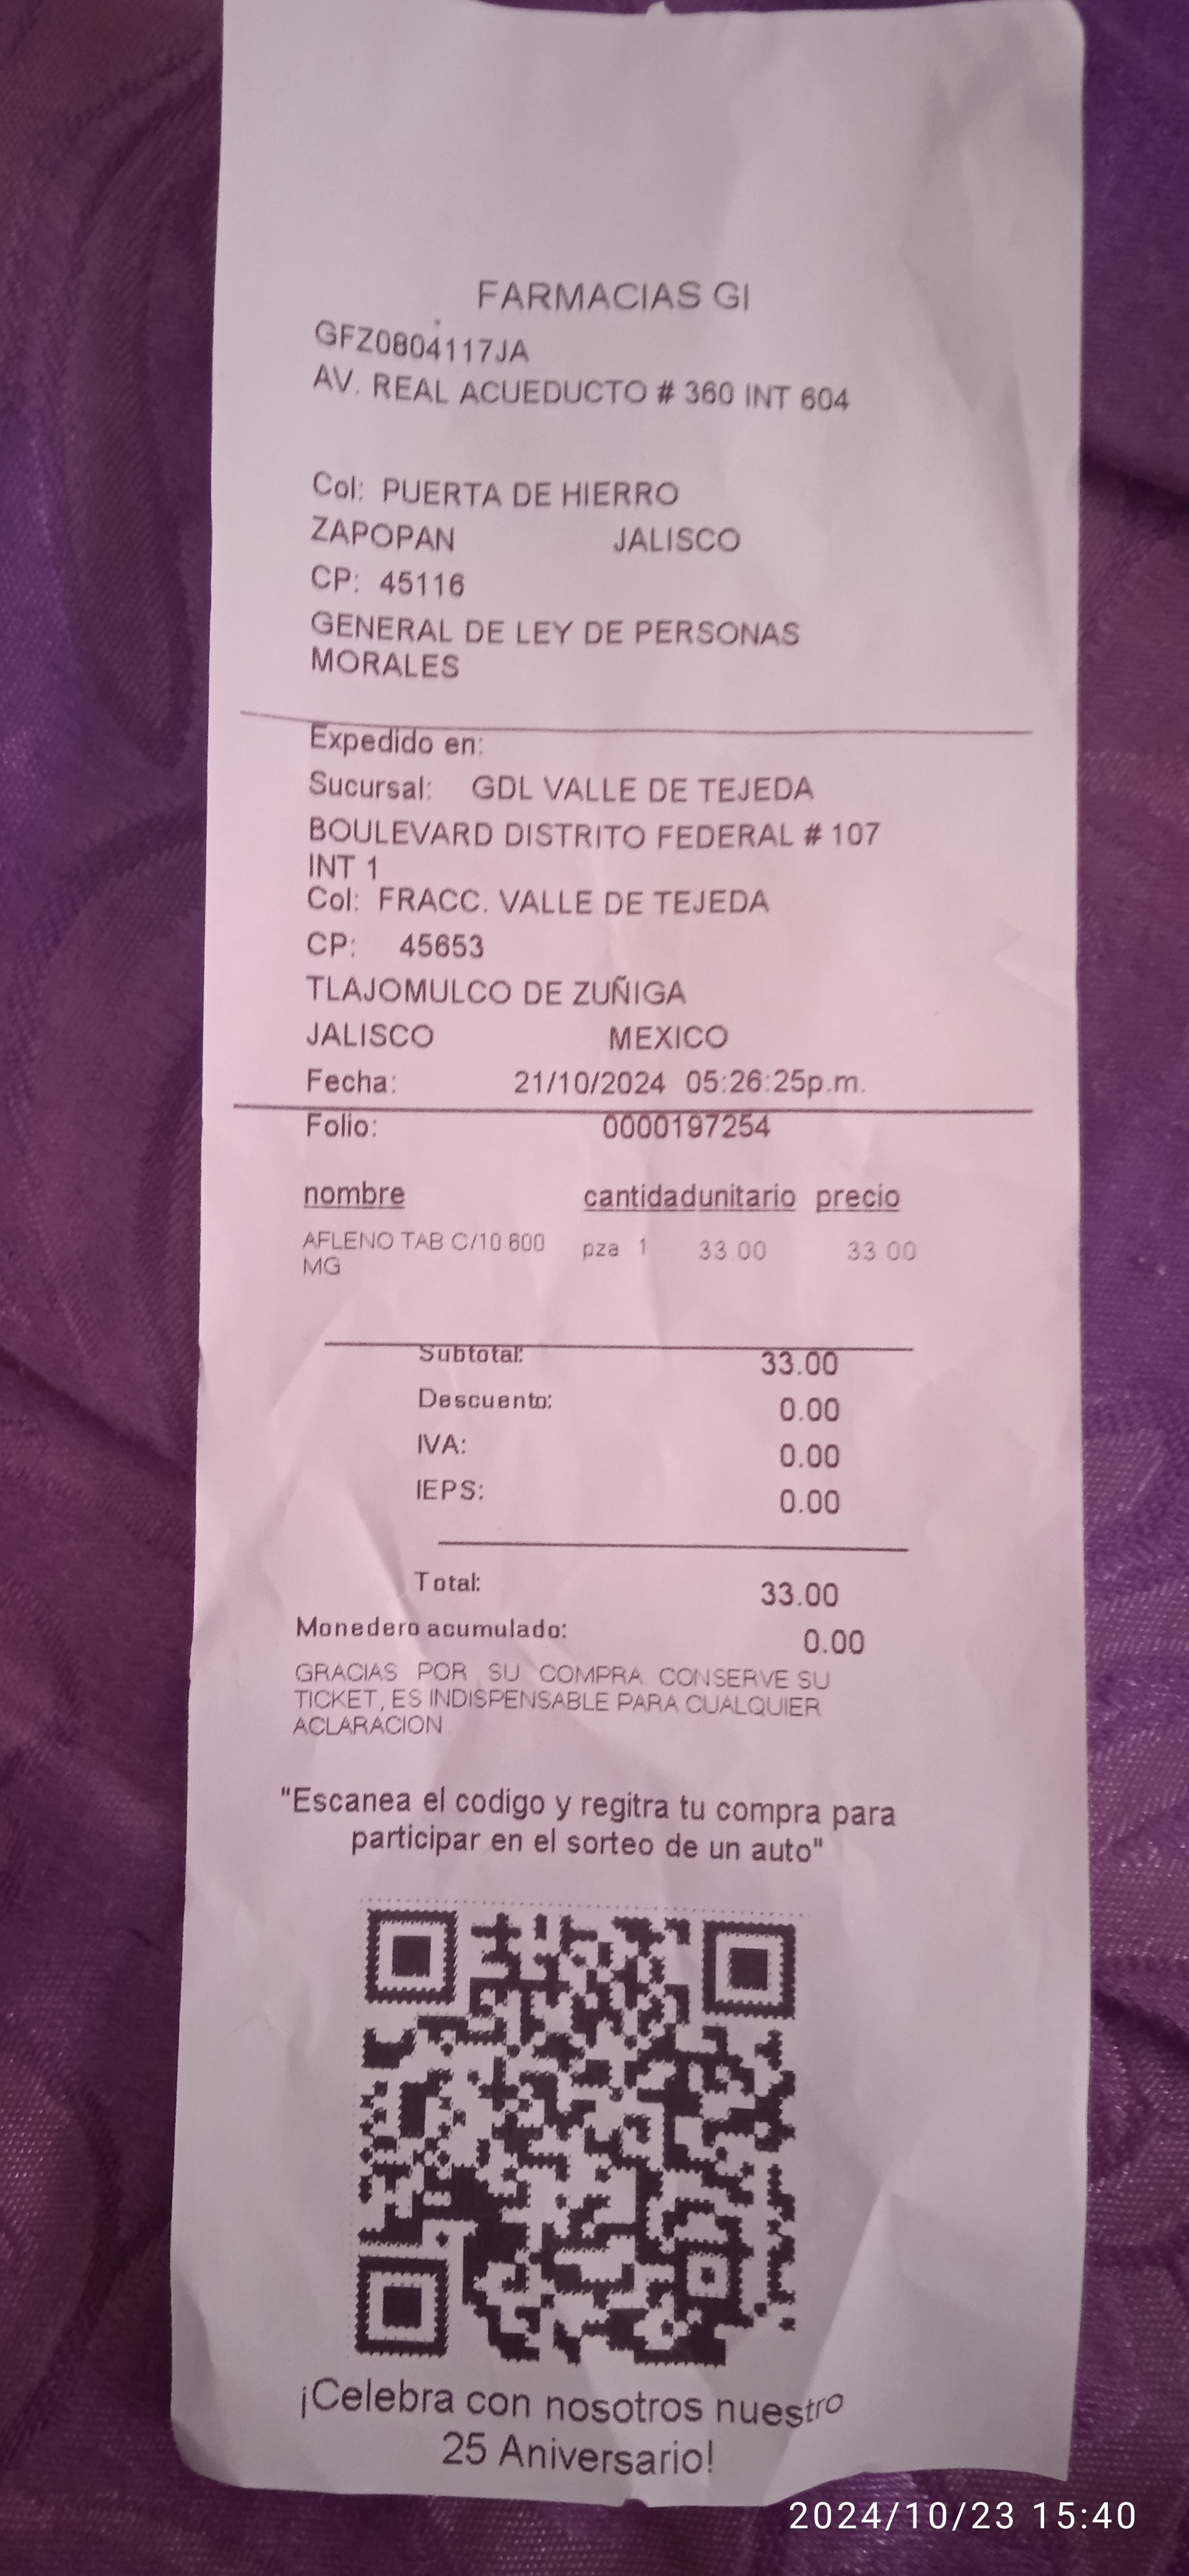 FARMACIAS GI
GFZ0804117JA
AV. REAL ACUEDUCTO # 360 INT 604
Col: PUERTA DE HIERRO
ZAPOPAN JALISCO
CP: 45116
GENERAL DE LEY DE PERSONAS
MORALES
Expedido en:
Sucursal: GDL VALLE DE TEJEDA
BOULEVARD DISTRITO FEDERAL # 107
INT 1
Col: FRACC. VALLE DE TEJEDA
CP: 45653
TLAJOMULCO DE ZUÑIGA
JALISCO MEXICO
Fecha: 21/10/2024 05:26:25p.m.
Folio: 0000197254
nombre cantidadunitario precio
AFLENO TAB C/10 600 pza 1 33.00 33.00
MG
Subtotal: 33.00
Descuento: 0.00
IVA: 0.00
IEPS: 0.00
Total: 33.00
Monedero acumulado: 0.00
GRACIAS POR SU COMPRA. CONSERVE SU
TICKET, ES INDISPENSABLE PARA CUALQUIER
ACLARACION
"Escanea el codigo y regitra tu compra para
participar en el sorteo de un auto"
¡Celebra con nosotros nuestro
25 Aniversario!
2024/10/23 15:40